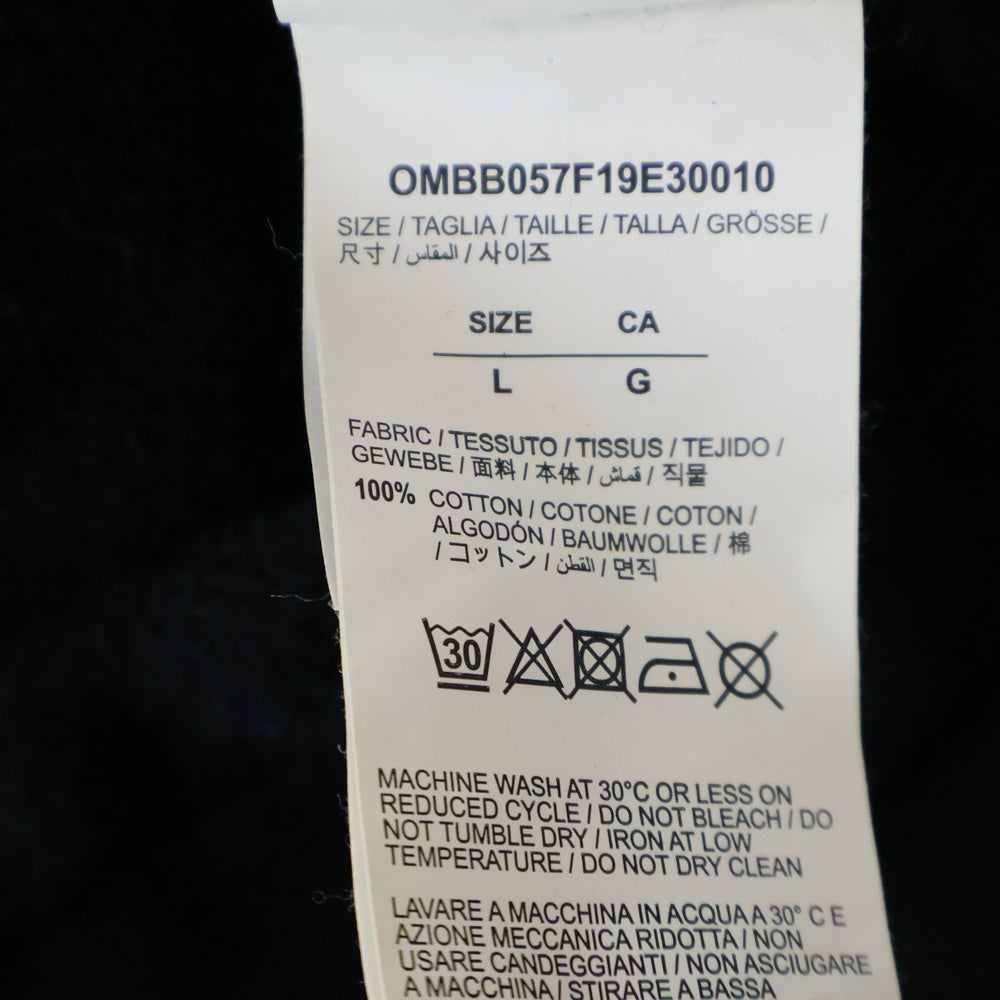 OMBB057F19E30010
SIZE / TAGLIA / TAILLE / TALLA / GRÖSSE /
尺寸 / المقاس / 사이즈
SIZE CA
L G
FABRIC / TESSUTO / TISSUS / TEJIDO /
GEWEBE / 面料 / 本体 / قماش / 직물
100% COTTON / COTONE / COTON /
ALGODÓN / BAUMWOLLE / 棉
/ コットン / القطن / 면직
30
MACHINE WASH AT 30°C OR LESS ON
REDUCED CYCLE / DO NOT BLEACH / DO
NOT TUMBLE DRY / IRON AT LOW
TEMPERATURE / DO NOT DRY CLEAN
LAVARE A MACCHINA IN ACQUA A 30° C E
AZIONE MECCANICA RIDOTTA / NON
USARE CANDEGGIANTI / NON ASCIUGARE
A MACCHINA / STIRARE A BASSA